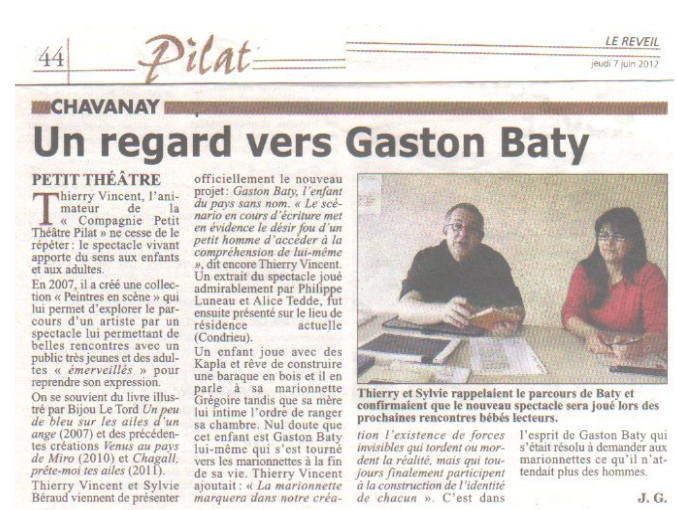 44
Pilat
LE REVEIL
jeudi 7 juin 2012
CHAVANAY
Un regard vers Gaston Baty
PETIT THÉÂTRE
Thierry Vincent, l'ani-
mateur de la
« Compagnie Petit
Théâtre Pilat » ne cesse de le
répéter : le spectacle vivant
apporte du sens aux enfants
et aux adultes.
En 2007, il a créé une collec-
tion « Peintres en scène » qui
lui permet d'explorer le par-
cours d'un artiste par un
spectacle lui permettant de
belles rencontres avec un
public très jeunes et des adul-
tes « émerveillés » pour
reprendre son expression.
On se souvient du livre illus-
tré par Bijou Le Tord Un peu
de bleu sur les ailes d'un
ange (2007) et des précéden-
tes créations Venus au pays
de Miro (2010) et Chagall,
prête-moi tes ailes (2011).
Thierry Vincent et Sylvie
Béraud viennent de présenter
officiellement le nouveau
projet : Gaston Baty, l'enfant
du pays sans nom. « Le scé-
nario en cours d'écriture met
en évidence le désir fou d'un
petit homme d'accéder à la
compréhension de lui-même
», dit encore Thierry Vincent.
Un extrait du spectacle joué
admirablement par Philippe
Luneau et Alice Tedde, fut
ensuite présenté sur le lieu de
résidence actuelle
(Condrieu).
Un enfant joue avec des
Kapla et rêve de construire
une baraque en bois et il en
parle à sa marionnette
Grégoire tandis que sa mère
lui intime l'ordre de ranger
sa chambre. Nul doute que
cet enfant est Gaston Baty
lui-même qui s'est tourné
vers les marionnettes à la fin
de sa vie. Thierry Vincent
ajoutait : « La marionnette
marquera dans notre créa-
Thierry et Sylvie rappelaient le parcours de Baty et
confirmaient que le nouveau spectacle sera joué lors des
prochaines rencontres bébés lecteurs.
tion l'existence de forces
invisibles qui tordent ou mor-
dent la réalité, mais qui tou-
jours finalement participent
à la construction de l'identité
de chacun ». C'est dans
l'esprit de Gaston Baty qui
s'était résolu à demander aux
marionnettes ce qu'il n'at-
tendait plus des hommes.
J. G.